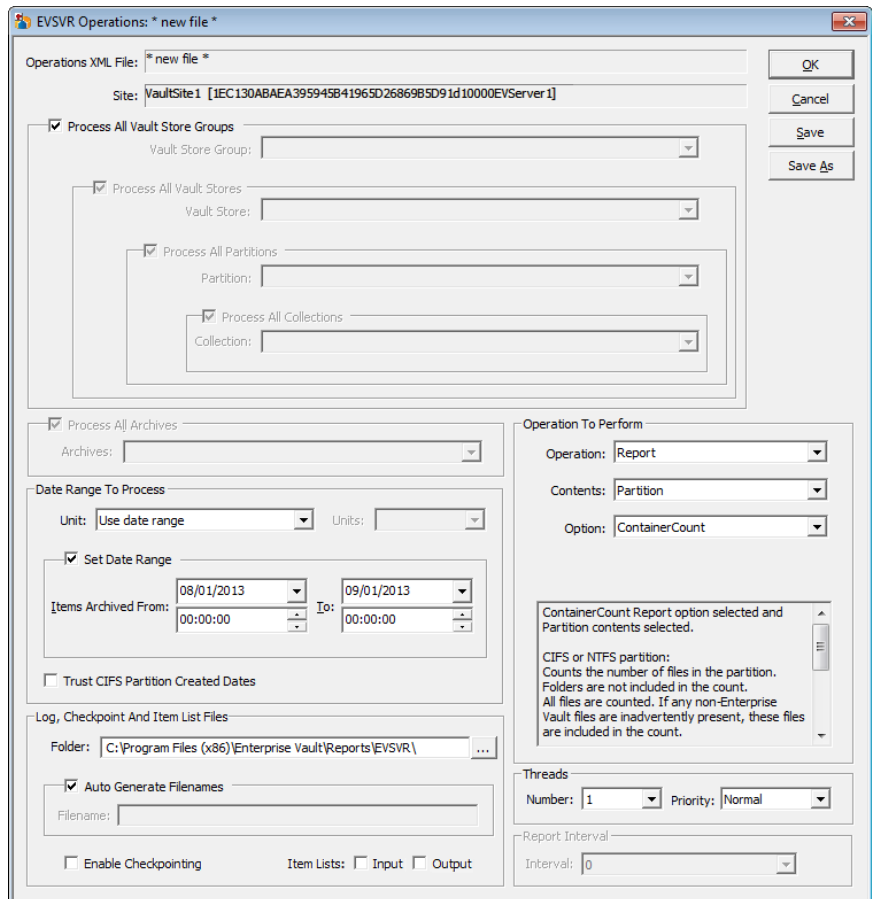 EVSVR Operations: * new file *
Operations XML File: * new file *
OK
Site: VaultSite1 [1EC130ABAEA395945B41965D26869B5D91d10000EVServer1]
Cancel
Process All Vault Store Groups
Save
Vault Store Group:
Save As
Process All Vault Stores
Vault Store:
Process All Partitions
Partition:
Process All Collections
Collection:
Process All Archives
Archives:
Operation To Perform
Operation: Report
Contents: Partition
Option: ContainerCount
Date Range To Process
Unit: Use date range Units:
Set Date Range
Items Archived From: 08/01/2013 To: 09/01/2013
00:00:00 00:00:00
Trust CIFS Partition Created Dates
ContainerCount Report option selected and
Partition contents selected.
CIFS or NTFS partition:
Counts the number of files in the partition.
Folders are not included in the count.
All files are counted. If any non-Enterprise
Vault files are inadvertently present, these files
are included in the count.
Log, Checkpoint And Item List Files
Folder: C:\Program Files (x86)\Enterprise Vault\Reports\EVSVR\ ...
Auto Generate Filenames
Filename:
Enable Checkpointing Item Lists: Input Output
Threads
Number: 1 Priority: Normal
Report Interval
Interval: 0